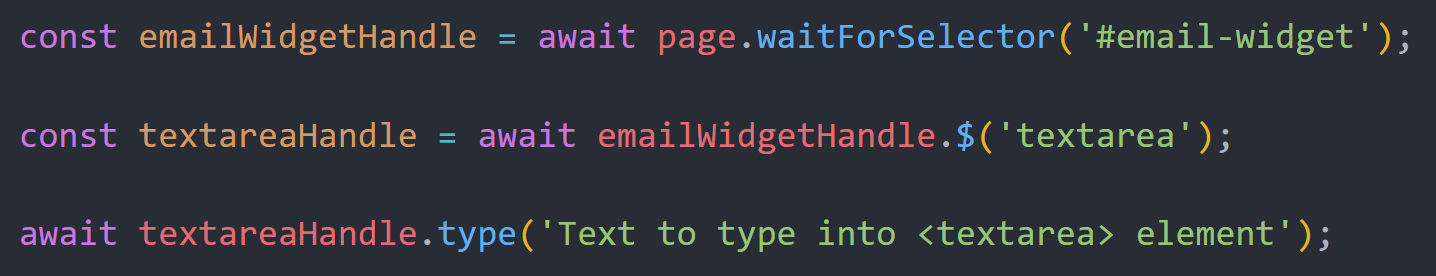 const emailWidgetHandle = await page.waitForSelector('#email-widget');
const textareaHandle = await emailWidgetHandle.$('textarea');
await textareaHandle.type('Text to type into <textarea> element');